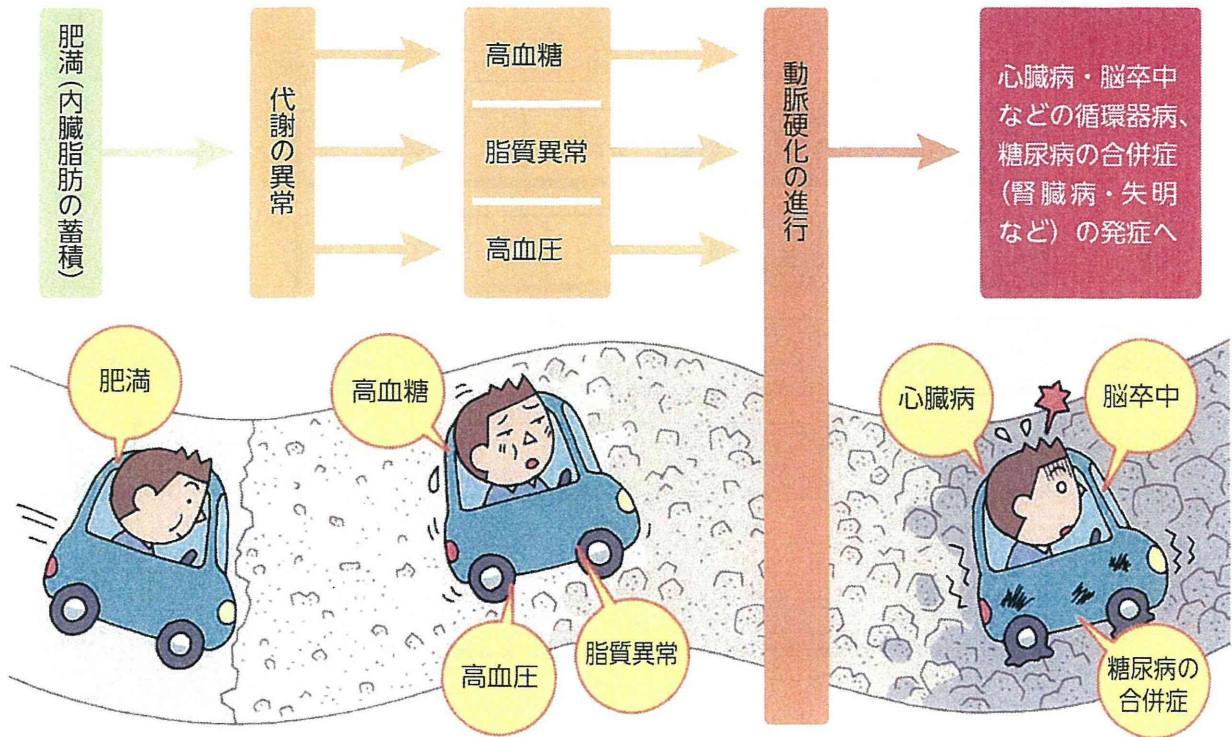 肥満（内臓脂肪の蓄積）
代謝の異常
高血糖
脂質異常
高血圧
動脈硬化の進行
心臓病・脳卒中
などの循環器病、
糖尿病の合併症
（腎臓病・失明
など）の発症へ
肥満
高血糖
高血圧
脂質異常
心臓病
脳卒中
糖尿病の
合併症